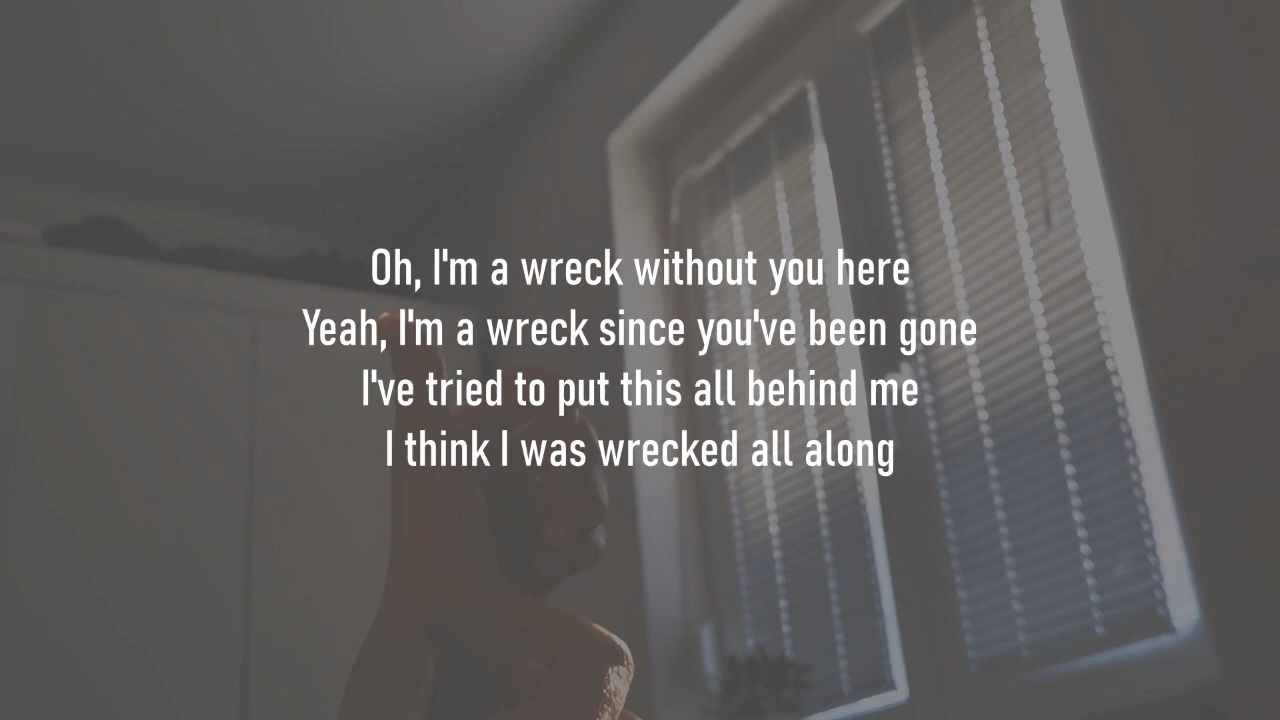 Oh, I'm a wreck without you here
Yeah, I'm a wreck since you've been gone
I've tried to put this all behind me
I think I was wrecked all along